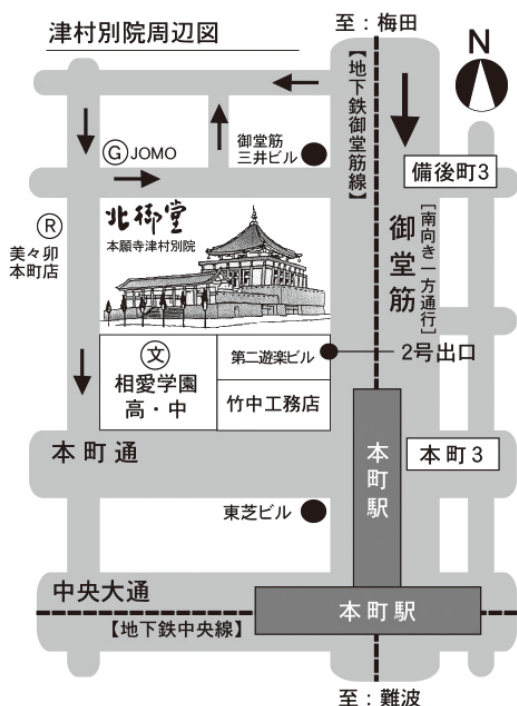 津村別院周辺図
至：梅田
N
【地下鉄御堂筋線】
Ⓖ JOMO
御堂筋
三井ビル
備後町3
Ⓡ
美々卯
本町店
北御堂
本願寺津村別院
御堂筋
[南向き一方通行]
文
相愛学園
高・中
第二遊楽ビル
2号出口
竹中工務店
本町通
本町駅
本町3
東芝ビル
中央大通
本町駅
【地下鉄中央線】
至：難波